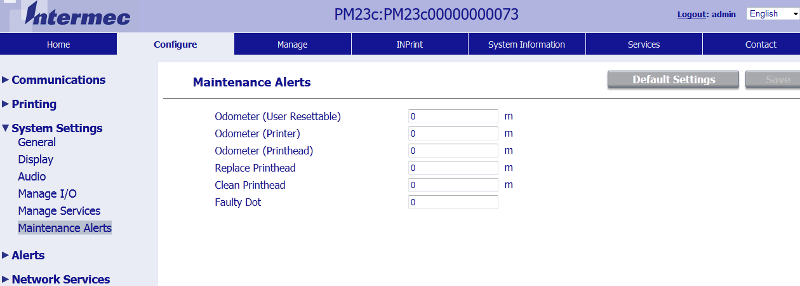 Intermec
PM23c:PM23c00000000073
Logout: admin
English
Home
Configure
Manage
INPrint
System Information
Services
Contact
Communications
Printing
System Settings
General
Display
Audio
Manage I/O
Manage Services
Maintenance Alerts
Alerts
Network Services
Maintenance Alerts
Default Settings
Save
Odometer (User Resettable) 0 m
Odometer (Printer) 0 m
Odometer (Printhead) 0 m
Replace Printhead 0 m
Clean Printhead 0 m
Faulty Dot 0